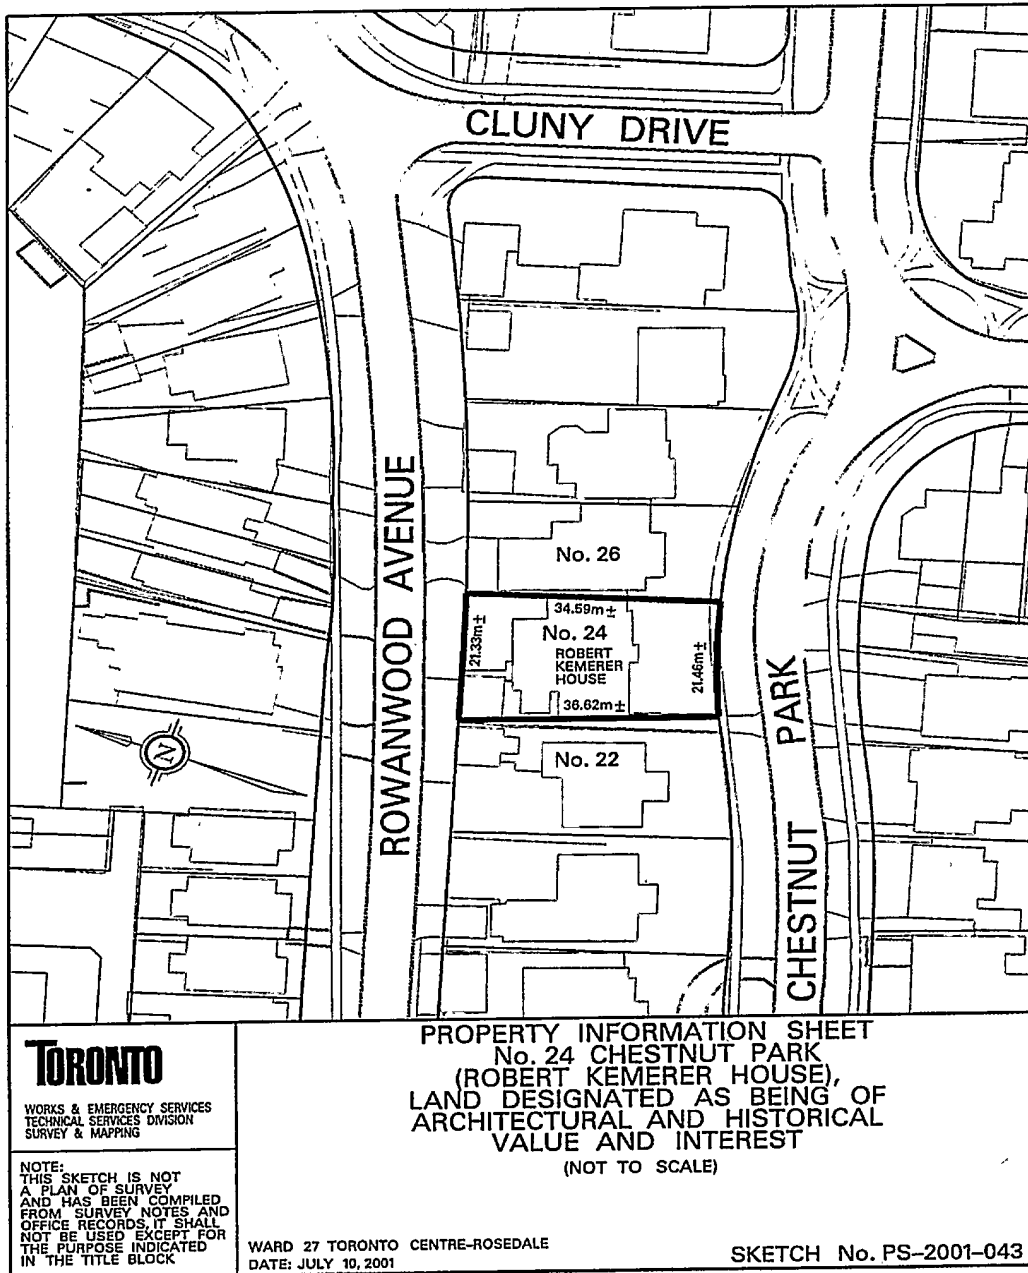 CLUNY DRIVE
ROWANWOOD AVENUE
CHESTNUT PARK
No. 26
34.59m±
No. 24
ROBERT
KEMERER
HOUSE
21.33m±
21.46m±
36.62m±
No. 22
N
TORONTO
WORKS & EMERGENCY SERVICES
TECHNICAL SERVICES DIVISION
SURVEY & MAPPING
NOTE:
THIS SKETCH IS NOT
A PLAN OF SURVEY
AND HAS BEEN COMPILED
FROM SURVEY NOTES AND
OFFICE RECORDS, IT SHALL
NOT BE USED EXCEPT FOR
THE PURPOSE INDICATED
IN THE TITLE BLOCK
PROPERTY INFORMATION SHEET
No. 24 CHESTNUT PARK
(ROBERT KEMERER HOUSE),
LAND DESIGNATED AS BEING OF
ARCHITECTURAL AND HISTORICAL
VALUE AND INTEREST
(NOT TO SCALE)
WARD 27 TORONTO CENTRE-ROSEDALE
DATE: JULY 10, 2001
SKETCH No. PS-2001-043